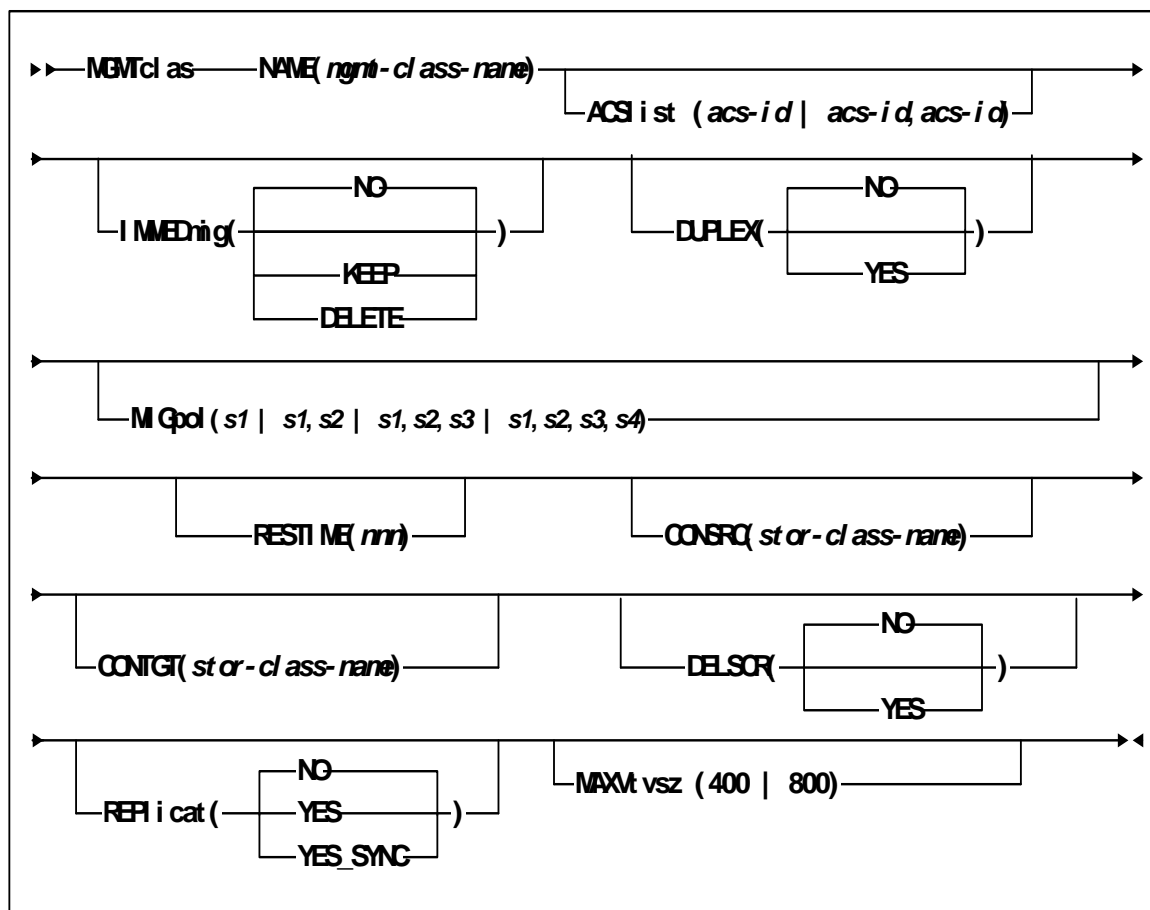 MGMTclas NAME(mgmt-class-name)
ACSlist (acs-id | acs-id,acs-id)
IMMEDmig(
NO
KEEP
DELETE
)
DUPLEX(
NO
YES
)
MIGpol(s1 | s1,s2 | s1,s2,s3 | s1,s2,s3,s4)
RESTIME(nnn)
CONSRC(stor-class-name)
CONTGT(stor-class-name)
DELSCR(
NO
YES
)
REPlicat(
NO
YES
YES_SYNC
)
MAXVtvsz (400 | 800)